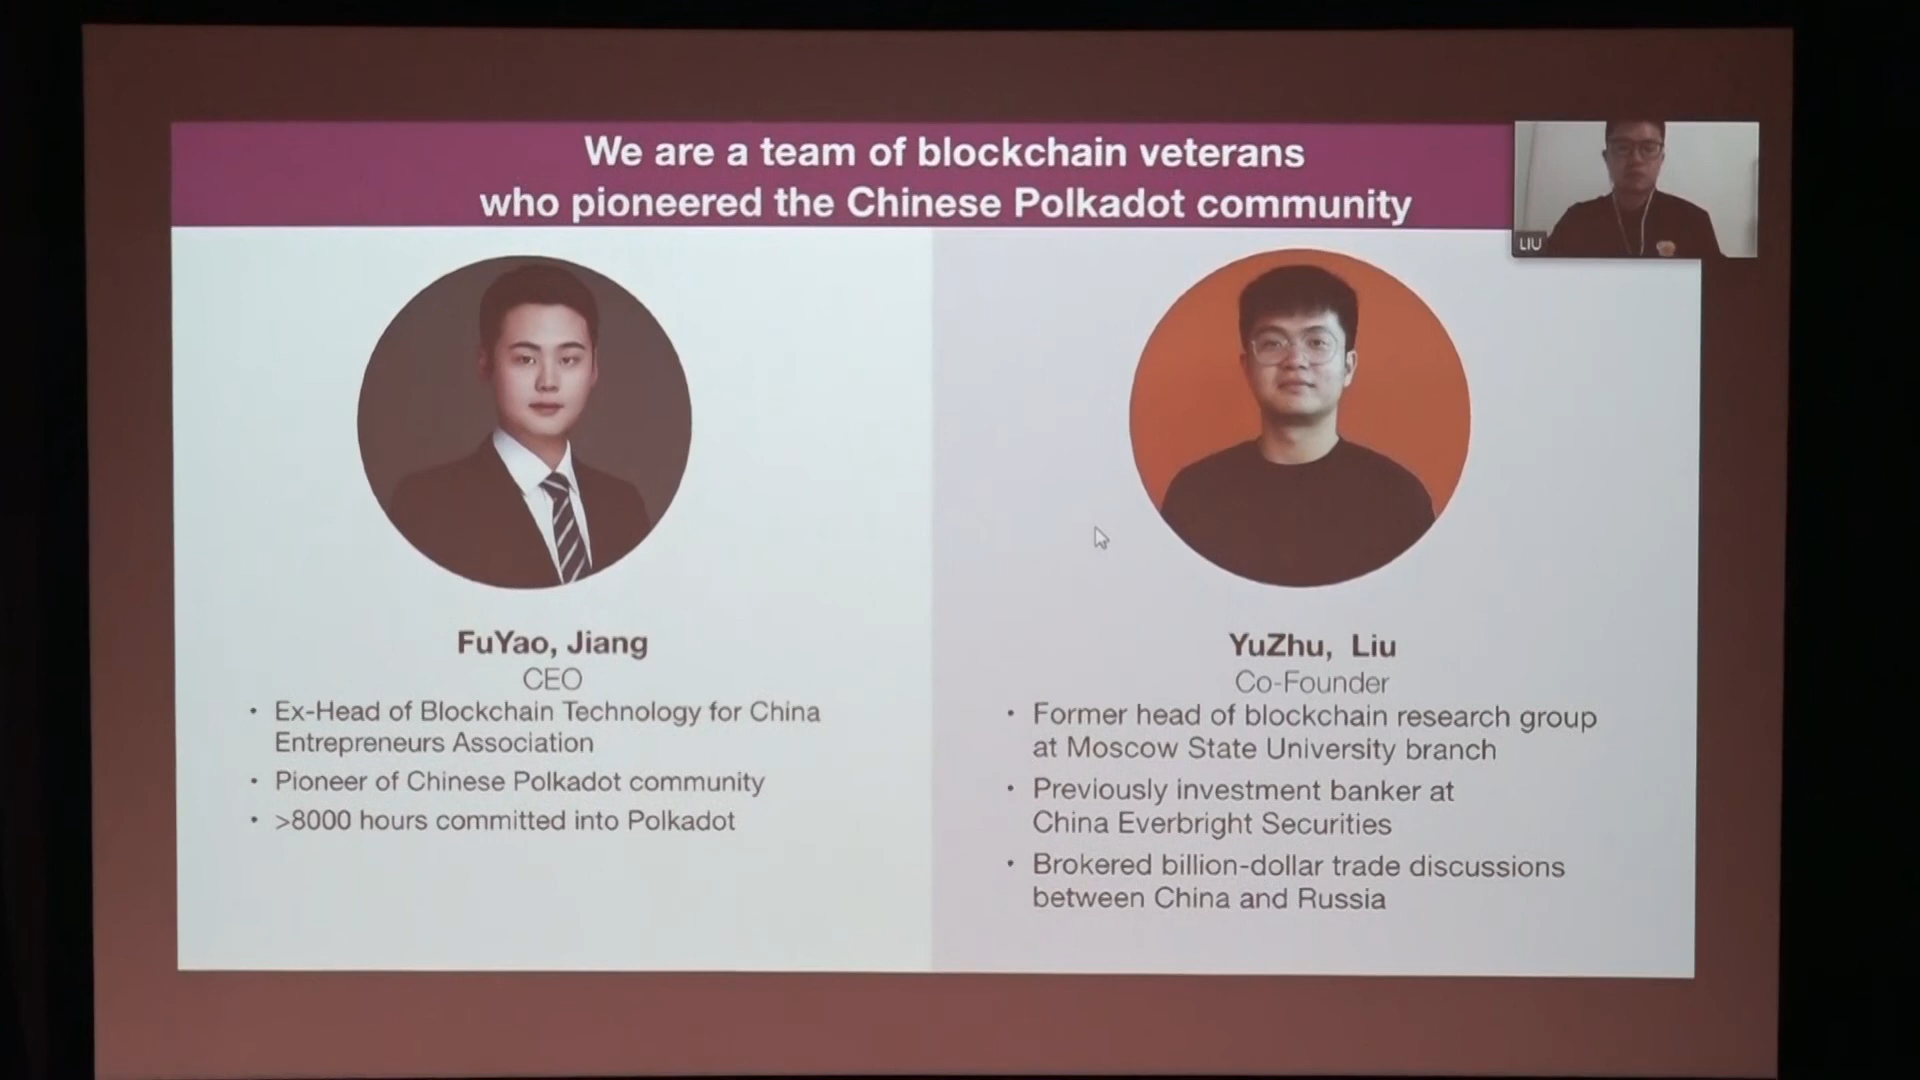 We are a team of blockchain veterans
who pioneered the Chinese Polkadot community
LIU
FuYao, Jiang
CEO
• Ex-Head of Blockchain Technology for China
Entrepreneurs Association
• Pioneer of Chinese Polkadot community
• >8000 hours committed into Polkadot
YuZhu, Liu
Co-Founder
• Former head of blockchain research group
at Moscow State University branch
• Previously investment banker at
China Everbright Securities
• Brokered billion-dollar trade discussions
between China and Russia